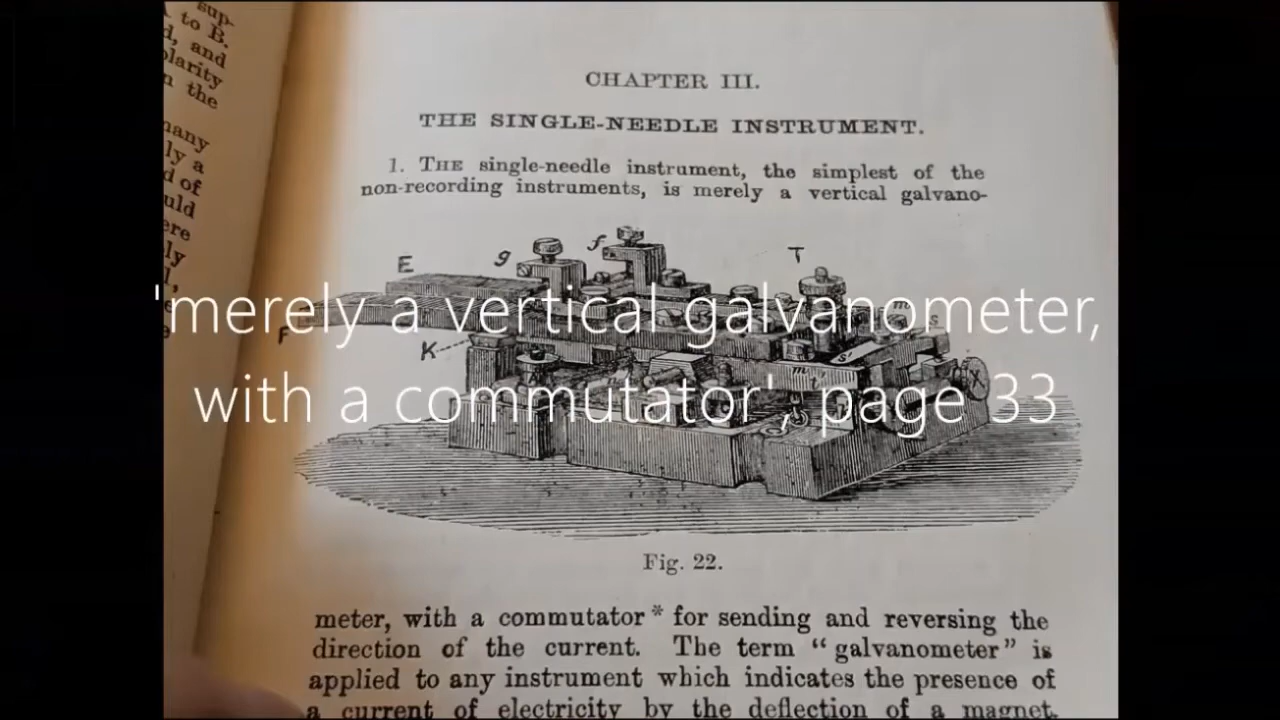 sup-
to B.
d, and
olarity
n the
many
ly a
d of
uld
ere
ly
CHAPTER III.
THE SINGLE-NEEDLE INSTRUMENT.
1. THE single-needle instrument, the simplest of the
non-recording instruments, is merely a vertical galvano-
E g f T
'merely a vertical galvanometer,
F
K
m s
s'
m
t
X
with a commutator', page 33
Fig. 22.
meter, with a commutator * for sending and reversing the
direction of the current. The term "galvanometer" is
applied to any instrument which indicates the presence of
a current of electricity by the deflection of a magnet.